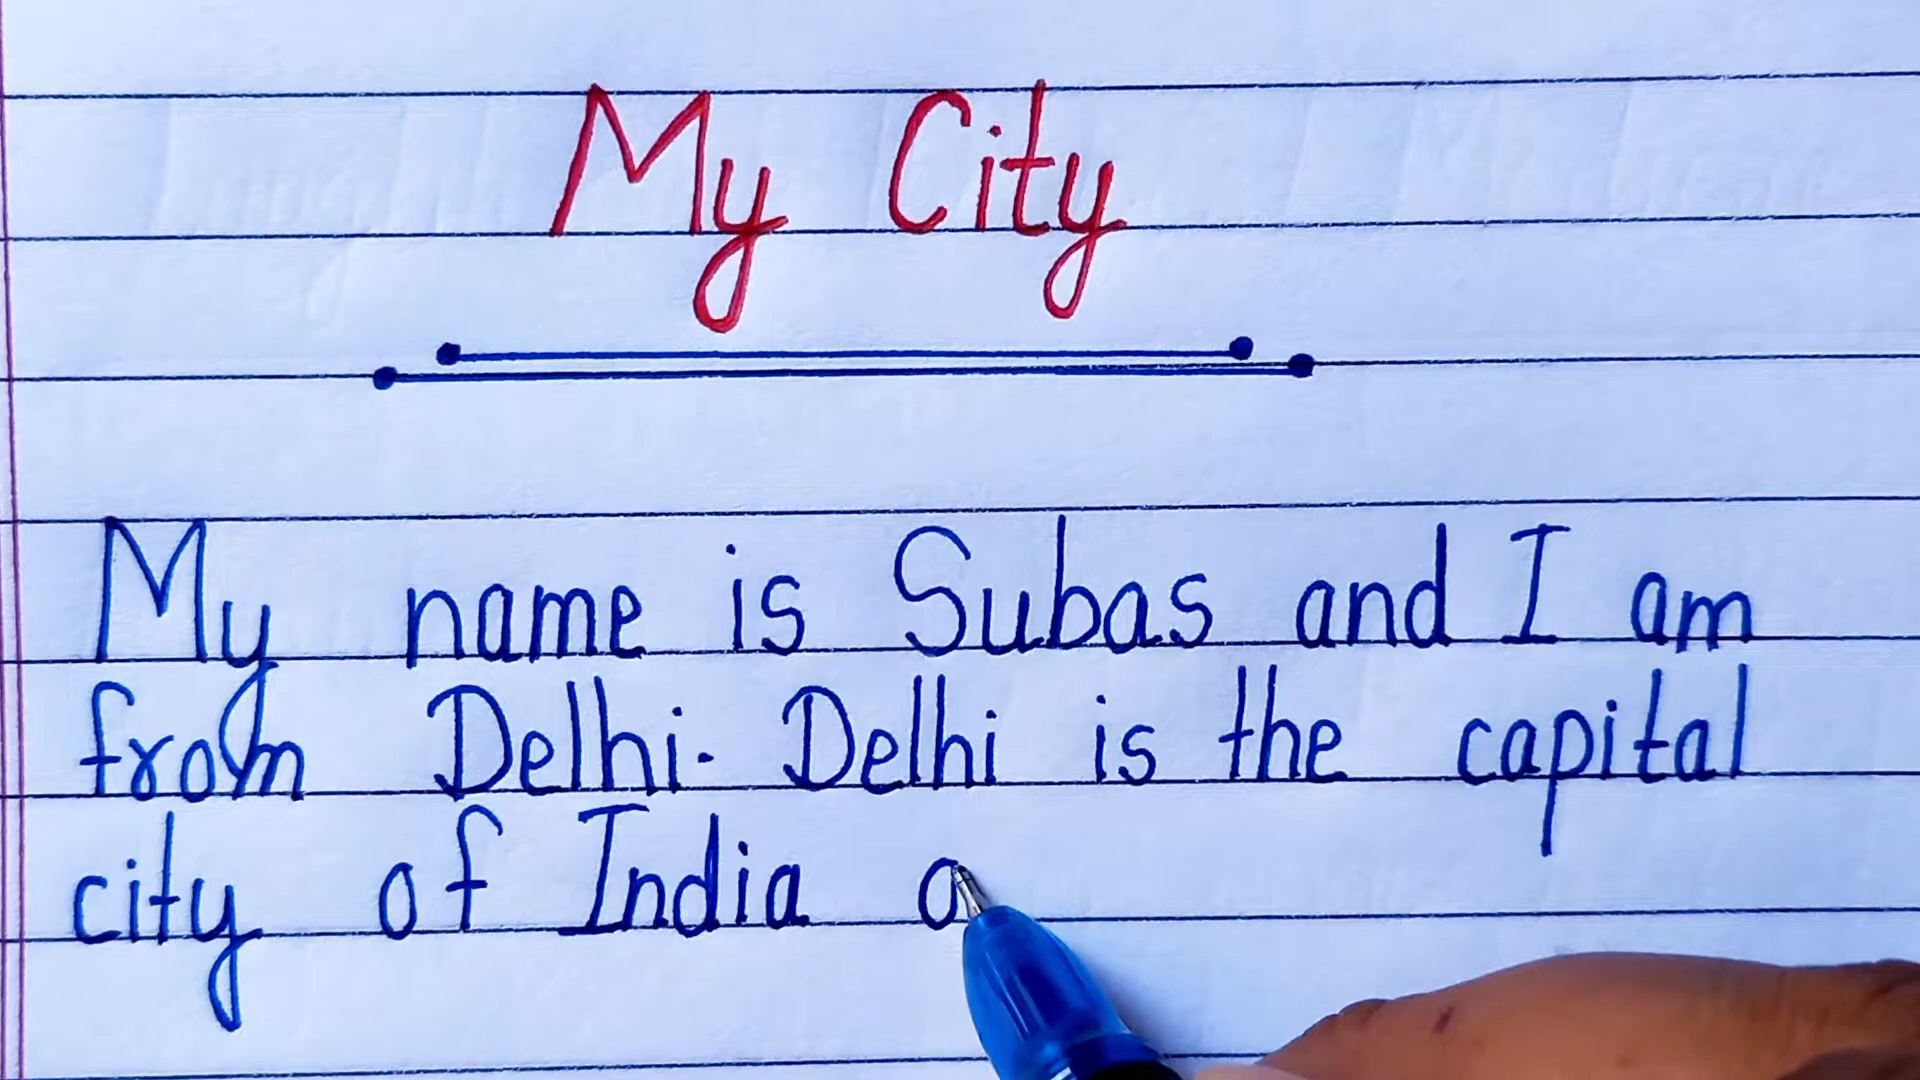 My City
My name is Subas and I am
from Delhi. Delhi is the capital
city of India